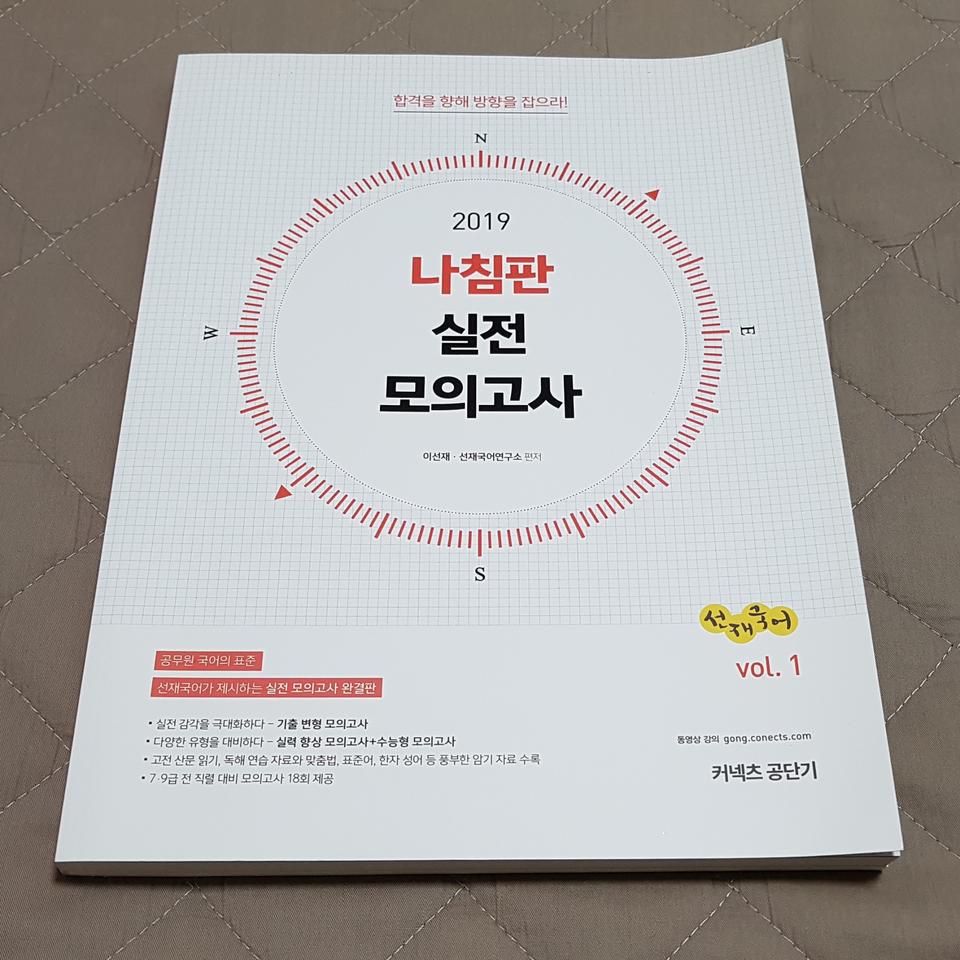 합격을 향해 방향을 잡으라!
N
2019
나침판
W
실전
E
모의고사
이선재 · 선재국어연구소 편저
S
선재국어
vol. 1
공무원 국어의 표준
선재국어가 제시하는 실전 모의고사 완결판
• 실전 감각을 극대화하다 - 기출 변형 모의고사
• 다양한 유형을 대비하다 - 실력 향상 모의고사+수능형 모의고사
• 고전 산문 읽기, 독해 연습 자료와 맞춤법, 표준어, 한자 성어 등 풍부한 암기 자료 수록
• 7·9급 전 직렬 대비 모의고사 18회 제공
동영상 강의 gong.conects.com
커넥츠 공단기